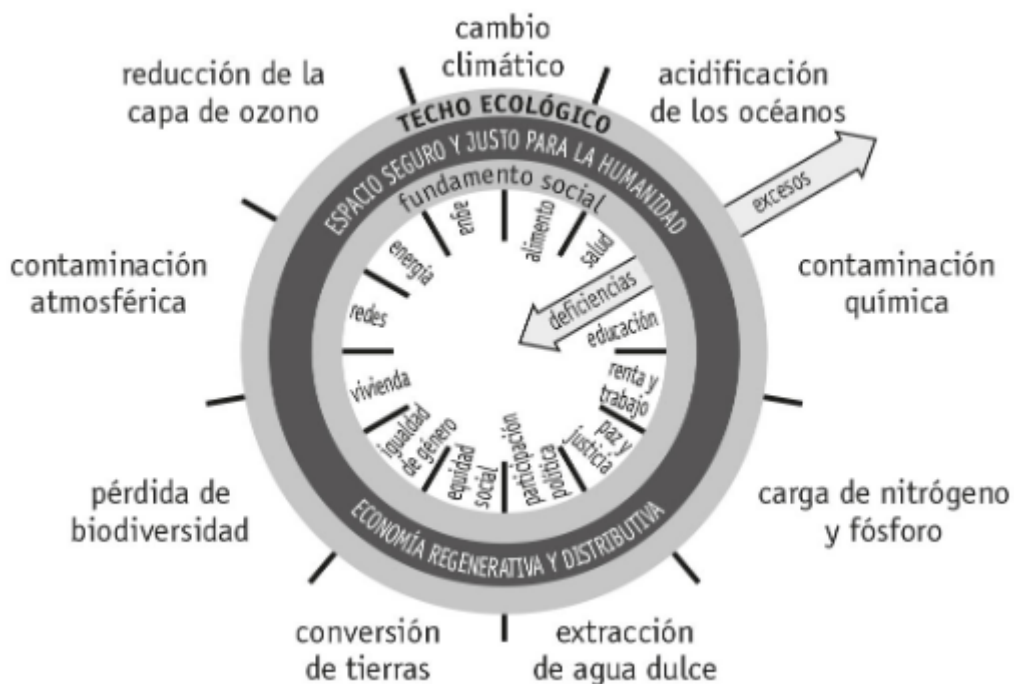 cambio
climático
reducción de la
capa de ozono
acidificación
de los océanos
TECHO ECOLÓGICO
ESPACIO SEGURO Y JUSTO PARA LA HUMANIDAD
fundamento social
excesos
deficiencias
agua
alimento
energía
salud
redes
educación
vivienda
renta y
trabajo
igualdad
de género
equidad
social
participación
política
paz y
justicia
ECONOMÍA REGENERATIVA Y DISTRIBUTIVA
contaminación
atmosférica
contaminación
química
pérdida de
biodiversidad
carga de nitrógeno
y fósforo
conversión
de tierras
extracción
de agua dulce